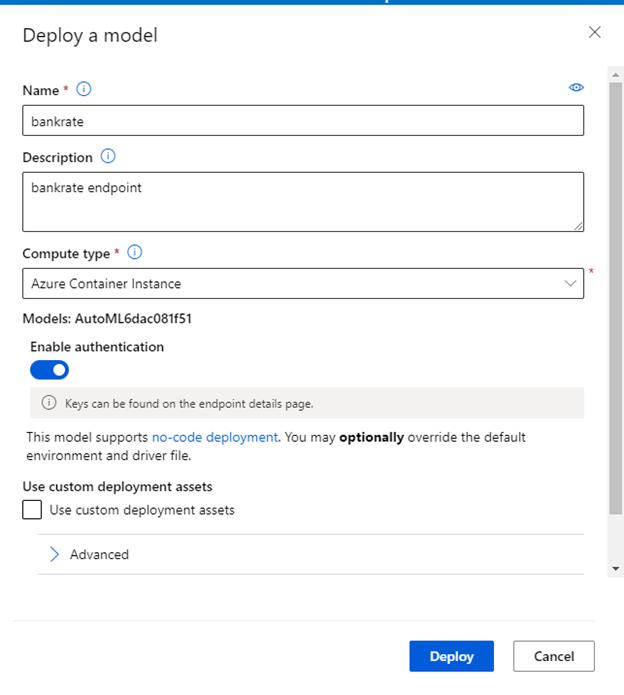 Deploy a model
Name *
bankrate
Description
bankrate endpoint
Compute type *
Azure Container Instance
*
Models: AutoML6dac081f51
Enable authentication
Keys can be found on the endpoint details page.
This model supports no-code deployment. You may optionally override the default
environment and driver file.
Use custom deployment assets
Use custom deployment assets
Advanced
Deploy
Cancel